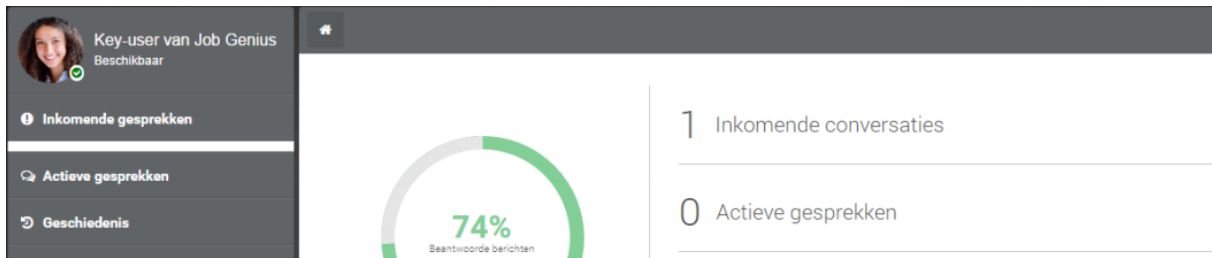 Key-user van Job Genius
Beschikbaar
Inkomende gesprekken
Actieve gesprekken
Geschiedenis
74%
Beantwoorde berichten
1 Inkomende conversaties
0 Actieve gesprekken